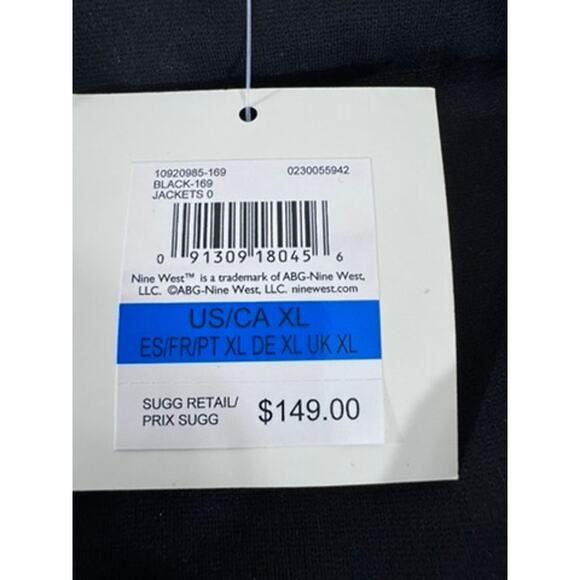 10920985-169 0230055942
BLACK-169
JACKETS 0
0 91309 18045 6
Nine West™ is a trademark of ABG-Nine West,
LLC. ©ABG-Nine West, LLC. ninewest.com
US/CA XL
ES/FR/PT XL DE XL UK XL
SUGG RETAIL/
PRIX SUGG $149.00